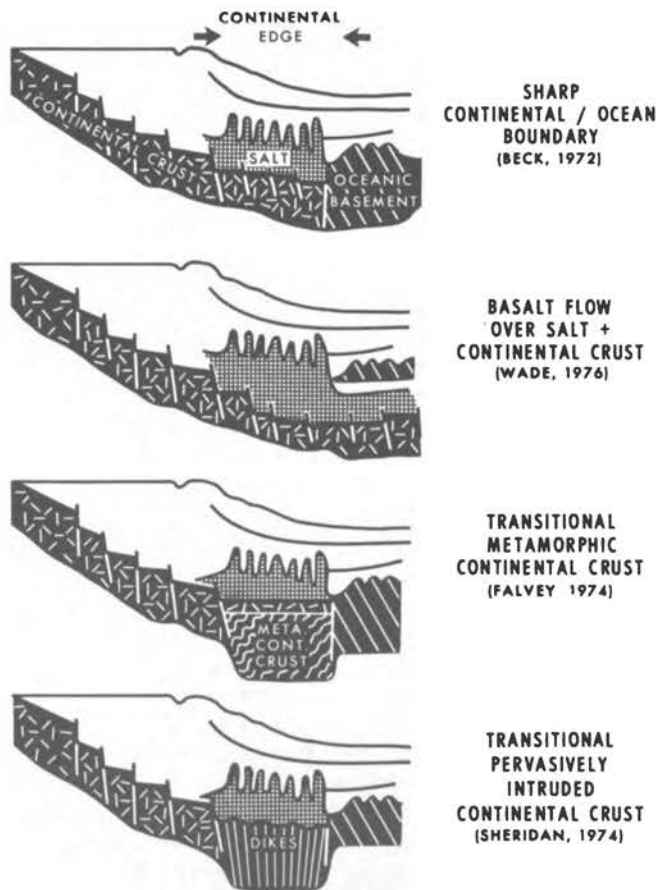 CONTINENTAL
EDGE
CONTINENTAL CRUST
SALT
OCEANIC
BASEMENT
SHARP
CONTINENTAL / OCEAN
BOUNDARY
(BECK, 1972)
BASALT FLOW
OVER SALT +
CONTINENTAL CRUST
(WADE, 1976)
META.
CONT.
CRUST
TRANSITIONAL
METAMORPHIC
CONTINENTAL CRUST
(FALVEY 1974)
DIKES
TRANSITIONAL
PERVASIVELY
INTRUDED
CONTINENTAL CRUST
(SHERIDAN, 1974)